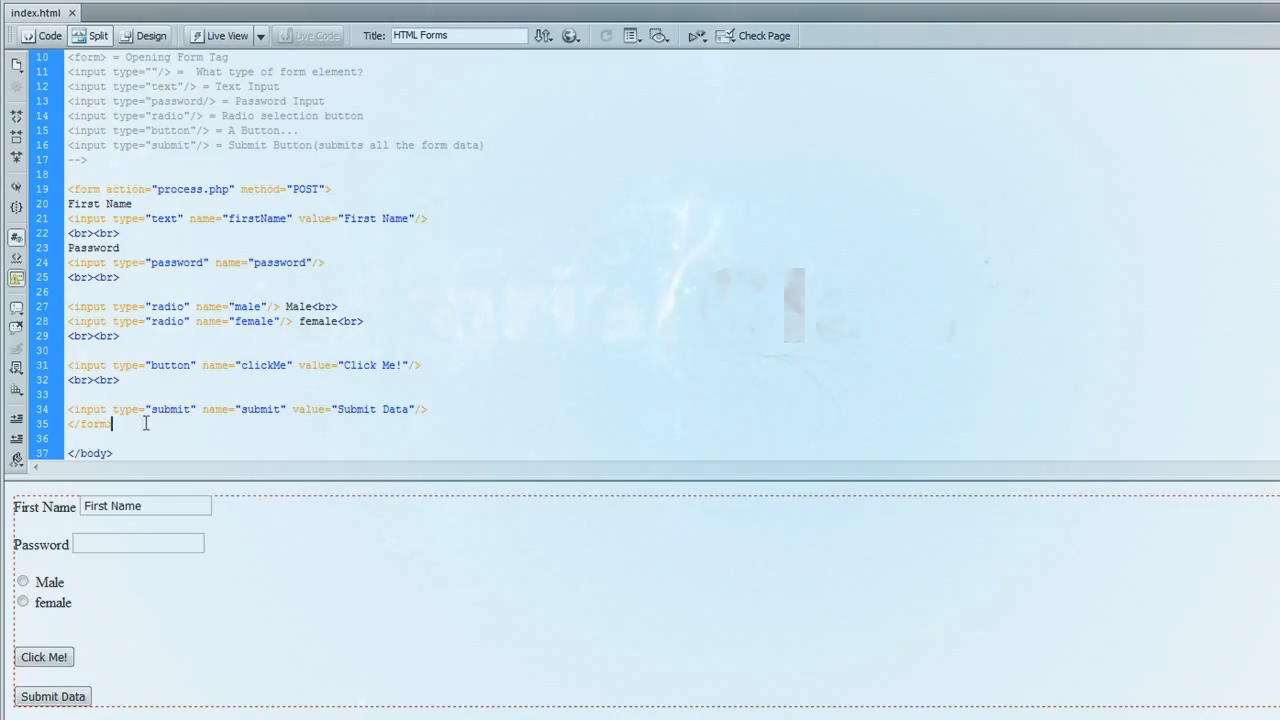 index.html ×
Code Split Design Live View Live Code Title: HTML Forms Check Page
10 <form> = Opening Form Tag
11 <input type=""/> =  What type of form element?
12 <input type="text"/> = Text Input
13 <input type="password/> = Password Input
14 <input type="radio"/> = Radio selection button
15 <input type="button"/> = A Button...
16 <input type="submit"/> = Submit Button(submits all the form data)
17 -->
18
19 <form action="process.php" method="POST">
20 First Name
21 <input type="text" name="firstName" value="First Name"/>
22 <br><br>
23 Password
24 <input type="password" name="password"/>
25 <br><br>
26
27 <input type="radio" name="male"/> Male<br>
28 <input type="radio" name="female"/> female<br>
29 <br><br>
30
31 <input type="button" name="clickMe" value="Click Me!"/>
32 <br><br>
33
34 <input type="submit" name="submit" value="Submit Data"/>
35 </form>
36
37 </body>
First Name First Name
Password
Male
female
Click Me!
Submit Data